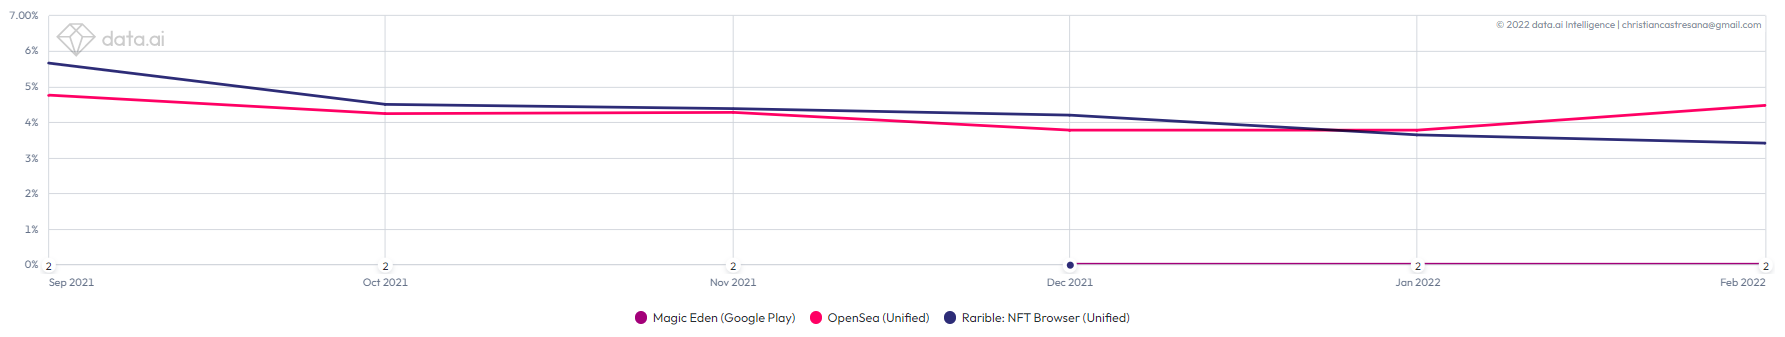 7.00%
© 2022 data.ai Intelligence | christiancastresana@gmail.com
data.ai
6%
5%
4%
3%
2%
1%
0%
2
2
2
2
2
Sep 2021
Oct 2021
Nov 2021
Dec 2021
Jan 2022
Feb 2022
Magic Eden (Google Play)
OpenSea (Unified)
Rarible: NFT Browser (Unified)